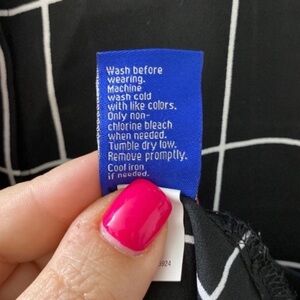 Wash before
wearing.
Machine
wash cold
with like colors.
Only non-
chlorine bleach
when needed.
Tumble dry low.
Remove promptly.
Cool iron
if needed.